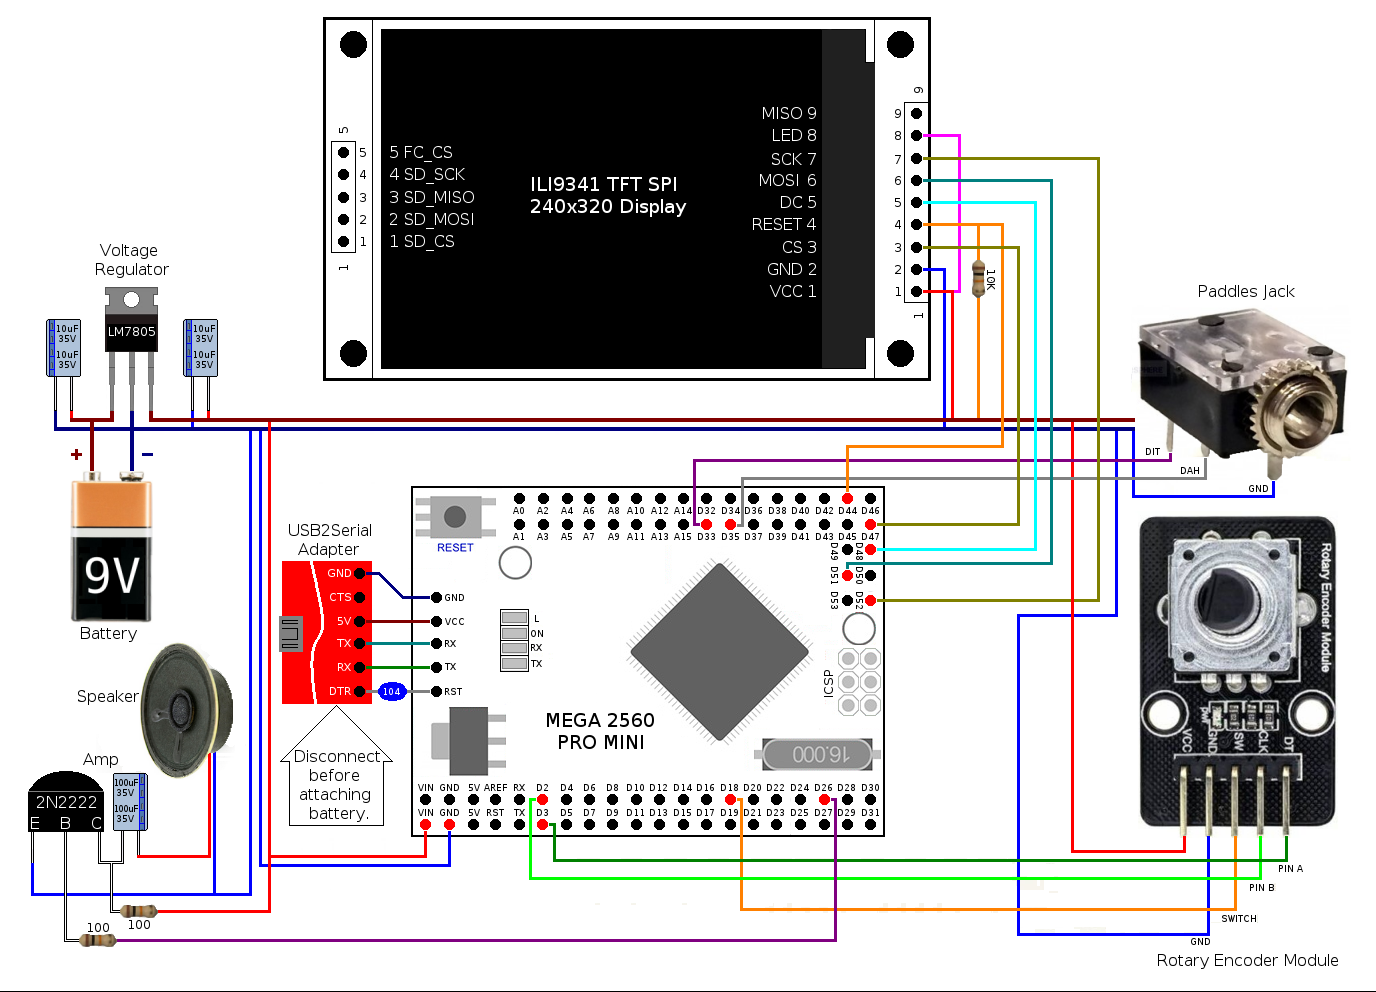 9
MISO 9
LED 8
SCK 7
MOSI 6
DC 5
RESET 4
CS 3
GND 2
VCC 1
9
8
7
6
5
4
3
2
1
1
5
5 FC_CS
4 SD_SCK
3 SD_MISO
2 SD_MOSI
1 SD_CS
5
4
3
2
1
1
ILI9341 TFT SPI
240x320 Display
10K
Voltage
Regulator
LM7805
10uF
35V
10uF
35V
10uF
35V
10uF
35V
+
−
9V
Battery
Paddles Jack
DIT
DAH
GND
USB2Serial
Adapter
GND
CTS
5V
TX
RX
DTR
104
GND
VCC
RX
TX
RST
Disconnect
before
attaching
battery.
RESET
A0 A2 A4 A6 A8 A10 A12 A14 D32 D34 D36 D38 D40 D42 D44 D46
A1 A3 A5 A7 A9 A11 A13 A15 D33 D35 D37 D39 D41 D43 D45 D47
D49 D48
D51 D50
D53 D52
L
ON
RX
TX
ICSP
MEGA 2560
PRO MINI
16.000
VIN GND 5V AREF RX D2 D4 D6 D8 D10 D12 D14 D16 D18 D20 D22 D24 D26 D28 D30
VIN GND 5V RST TX D3 D5 D7 D9 D11 D13 D15 D17 D19 D21 D23 D25 D27 D29 D31
Speaker
Amp
2N2222
E B C
100uF
35V
100uF
35V
100
100
Rotary Encoder Module
PWR
VCC
GND
SW
CLK
DT
PIN A
PIN B
SWITCH
GND
Rotary Encoder Module